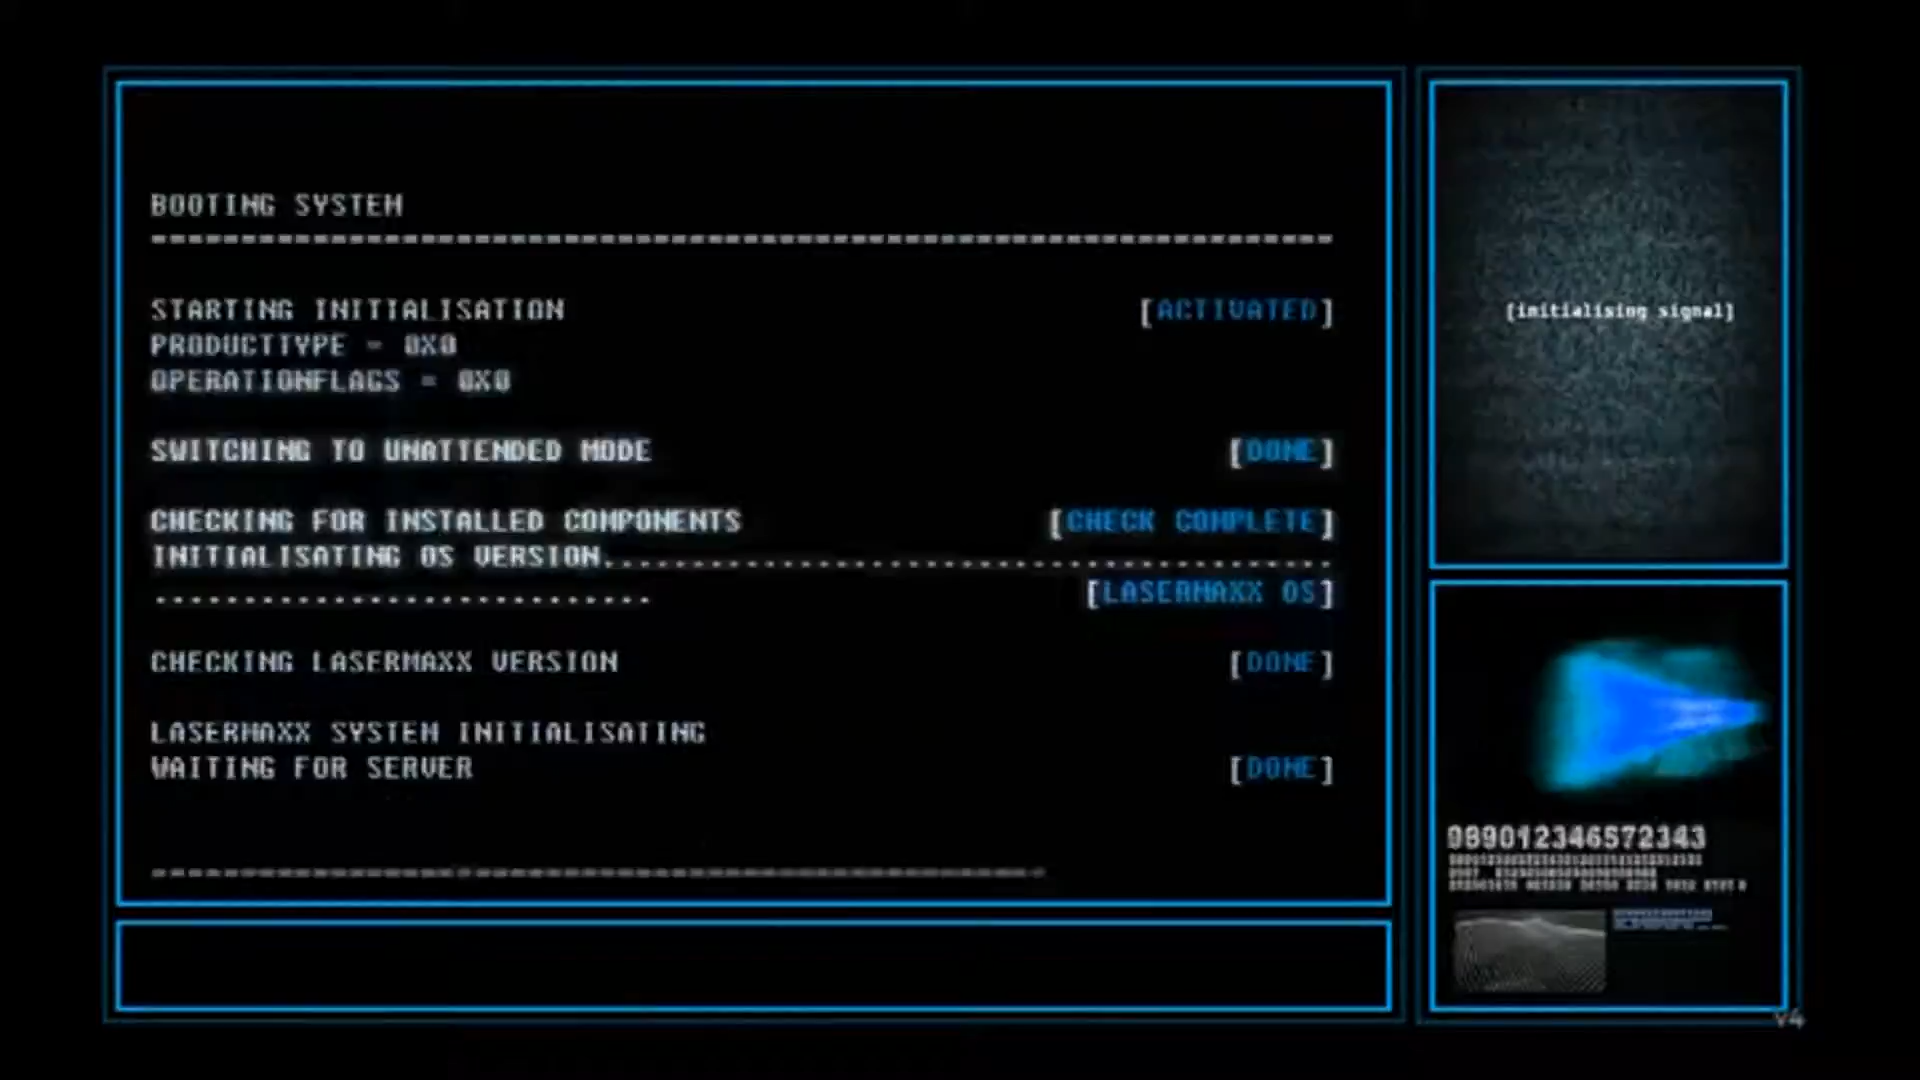 BOOTING SYSTEM
STARTING INITIALISATION [ACTIVATED]
PRODUCTTYPE - 0X0
OPERATIONFLAGS - 0X0
SWITCHING TO UNATTENDED MODE [DONE]
CHECKING FOR INSTALLED COMPONENTS [CHECK COMPLETE]
INITIALISATING OS VERSION..........................................
............................ [LASERMAXX OS]
CHECKING LASERMAXX VERSION [DONE]
LASERMAXX SYSTEM INITIALISATING
WAITING FOR SERVER [DONE]
[initialising signal]
989012346572343
v4